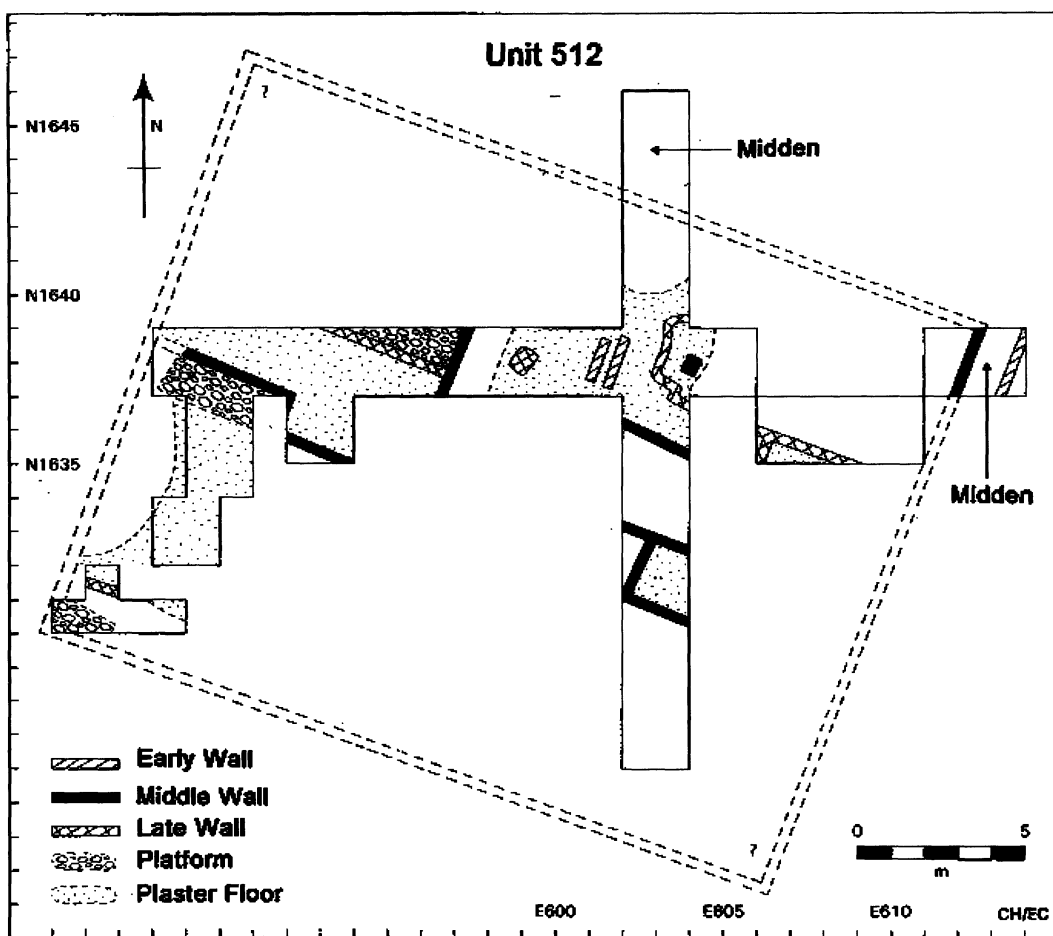 Unit 512
?
N1645
N
Midden
N1640
N1635
Midden
Early Wall
Middle Wall
Late Wall
Platform
Plaster Floor
?
0 5
m
E600 E605 E610 CH/EC